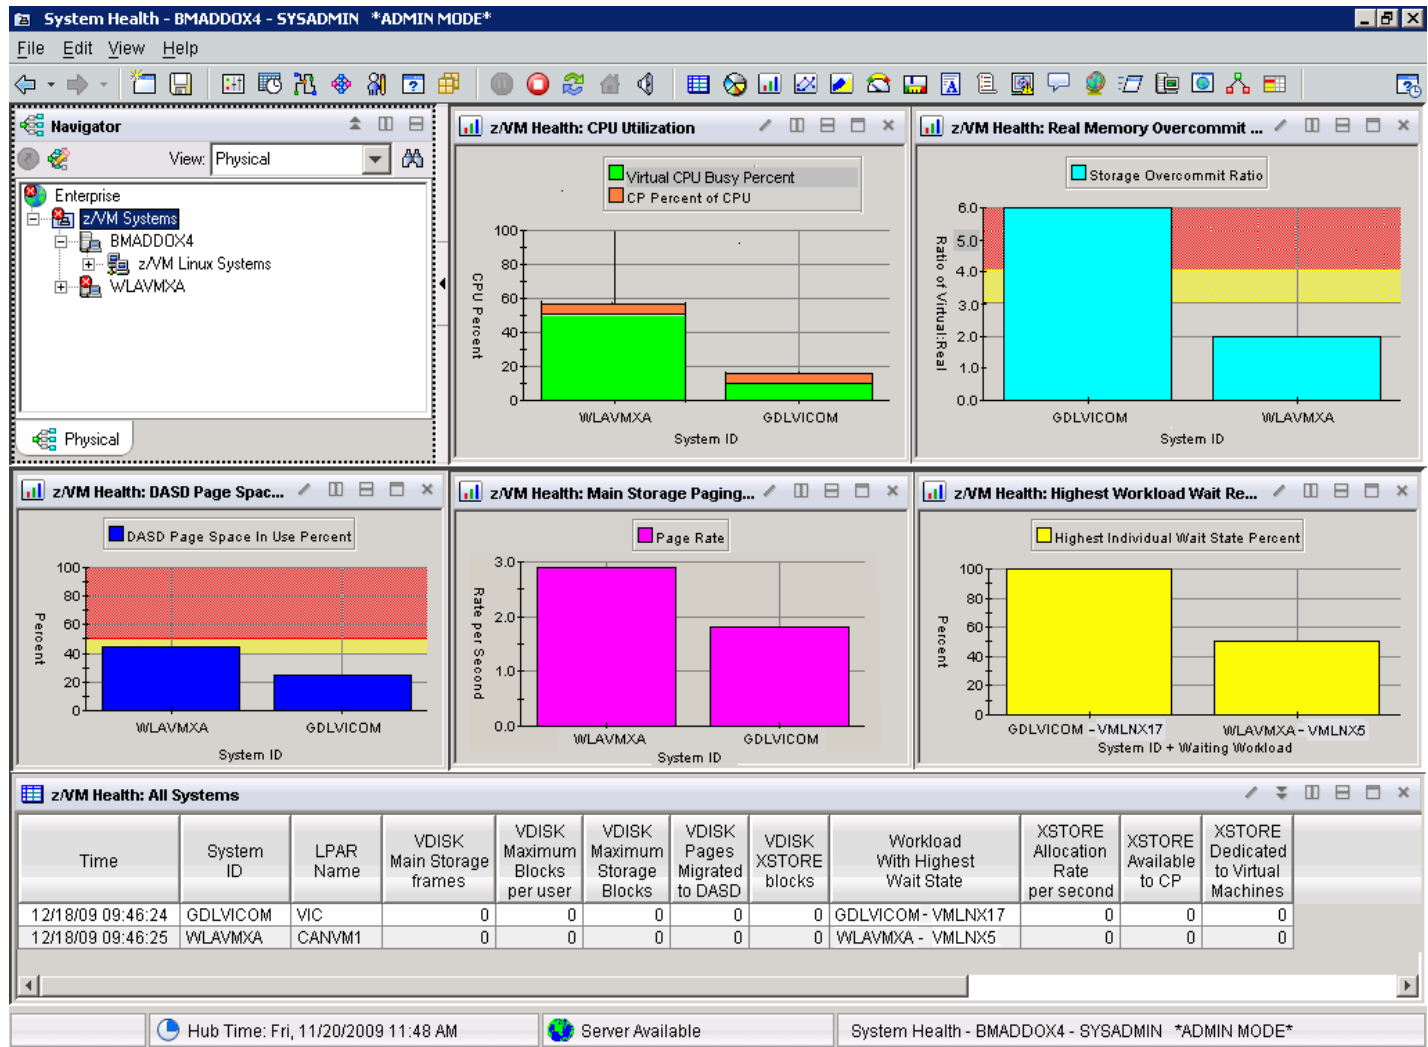 System Health - BMADDOX4 - SYSADMIN *ADMIN MODE*
File Edit View Help
Navigator
View: Physical
Enterprise
z/VM Systems
BMADDOX4
z/VM Linux Systems
WLAVMXA
Physical
z/VM Health: CPU Utilization
Virtual CPU Busy Percent
CP Percent of CPU
CPU Percent
100
80
60
40
20
0
WLAVMXA GDLVICOM
System ID
z/VM Health: Real Memory Overcommit ...
Storage Overcommit Ratio
Ratio of Virtual:Real
6.0
5.0
4.0
3.0
2.0
1.0
0.0
GDLVICOM WLAVMXA
System ID
z/VM Health: DASD Page Spac...
DASD Page Space In Use Percent
Percent
100
80
60
40
20
0
WLAVMXA GDLVICOM
System ID
z/VM Health: Main Storage Paging...
Page Rate
Rate per Second
3.0
2.0
1.0
0.0
WLAVMXA GDLVICOM
System ID
z/VM Health: Highest Workload Wait Re...
Highest Individual Wait State Percent
Percent
100
80
60
40
20
0
GDLVICOM - VMLNX17 WLAVMXA - VMLNX5
System ID + Waiting Workload
z/VM Health: All Systems
Time
System ID
LPAR Name
VDISK Main Storage frames
VDISK Maximum Blocks per user
VDISK Maximum Storage Blocks
VDISK Pages Migrated to DASD
VDISK XSTORE blocks
Workload With Highest Wait State
XSTORE Allocation Rate per second
XSTORE Available to CP
XSTORE Dedicated to Virtual Machines
12/18/09 09:46:24 GDLVICOM VIC 0 0 0 0 0 GDLVICOM- VMLNX17 0 0 0
12/18/09 09:46:25 WLAVMXA CANVM1 0 0 0 0 0 WLAVMXA - VMLNX5 0 0 0
Hub Time: Fri, 11/20/2009 11:48 AM
Server Available
System Health - BMADDOX4 - SYSADMIN *ADMIN MODE*